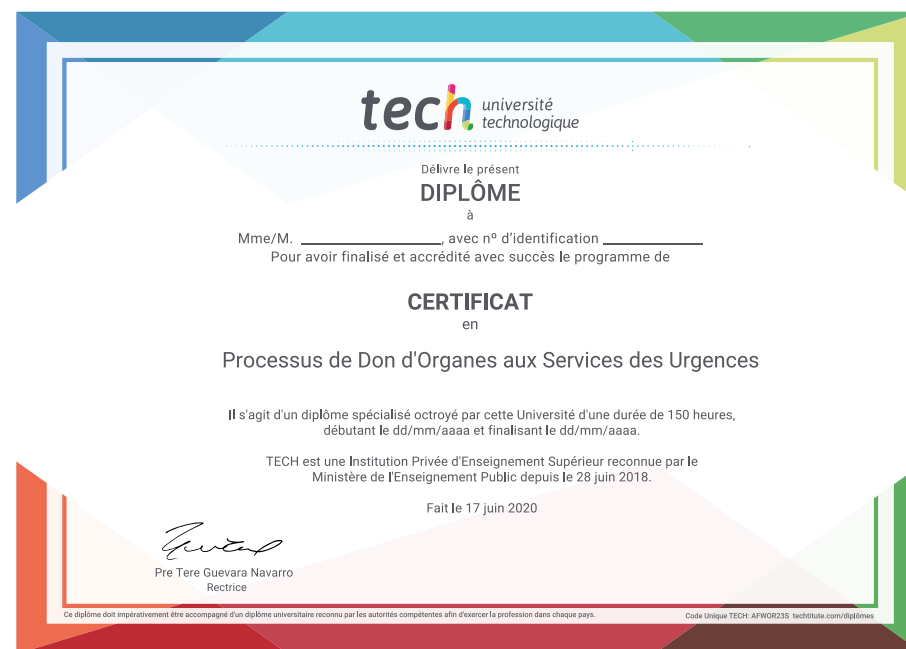 tech université
technologique
Délivre le présent
DIPLÔME
à
Mme/M. ____________________, avec nº d'identification ______________
Pour avoir finalisé et accrédité avec succès le programme de
CERTIFICAT
en
Processus de Don d'Organes aux Services des Urgences
Il s'agit d'un diplôme spécialisé octroyé par cette Université d'une durée de 150 heures,
débutant le dd/mm/aaaa et finalisant le dd/mm/aaaa.
TECH est une Institution Privée d'Enseignement Supérieur reconnue par le
Ministère de l'Enseignement Public depuis le 28 juin 2018.
Fait le 17 juin 2020
Pre Tere Guevara Navarro
Rectrice
Ce diplôme doit impérativement être accompagné d'un diplôme universitaire reconnu par les autorités compétentes afin d'exercer la profession dans chaque pays.
Code Unique TECH: AFWOR23S techtitute.com/diplômes